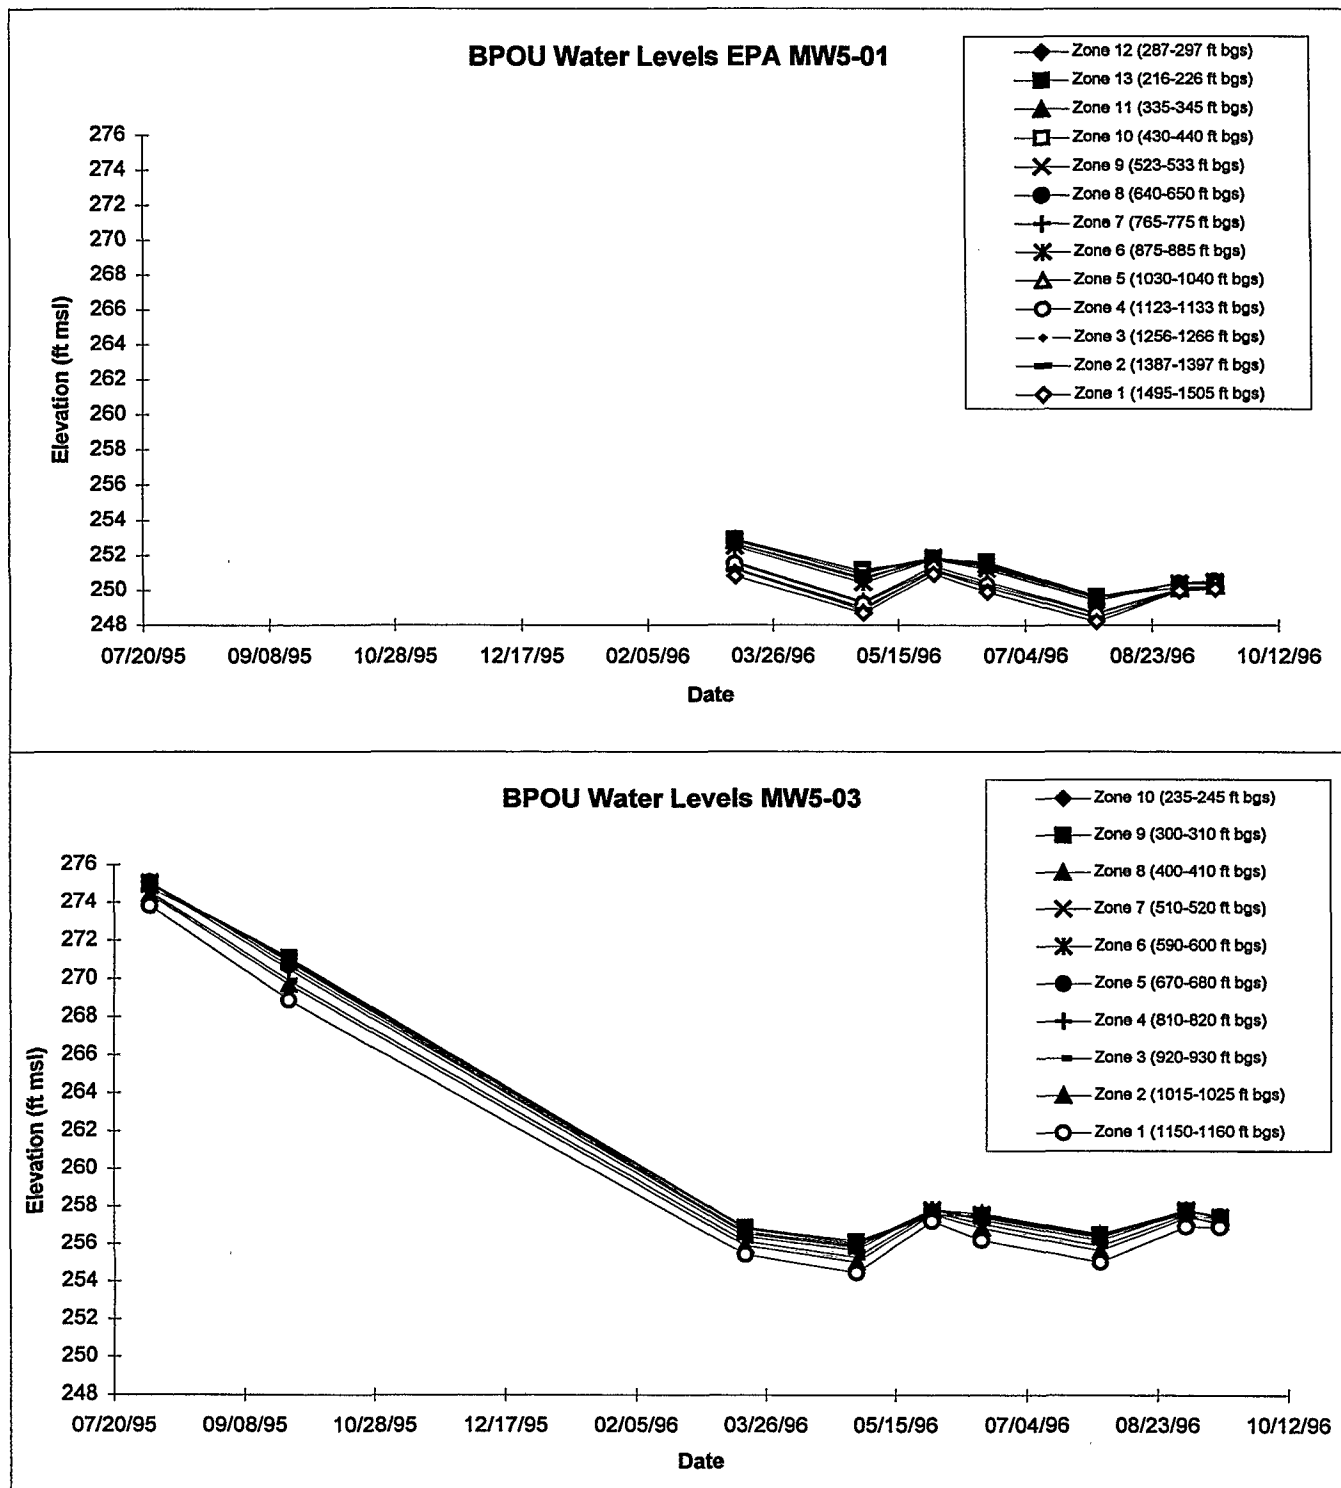 BPOU Water Levels EPA MW5-01
Zone 12 (287-297 ft bgs)
Zone 13 (216-226 ft bgs)
Zone 11 (335-345 ft bgs)
Zone 10 (430-440 ft bgs)
Zone 9 (523-533 ft bgs)
Zone 8 (640-650 ft bgs)
Zone 7 (765-775 ft bgs)
Zone 6 (875-885 ft bgs)
Zone 5 (1030-1040 ft bgs)
Zone 4 (1123-1133 ft bgs)
Zone 3 (1256-1266 ft bgs)
Zone 2 (1387-1397 ft bgs)
Zone 1 (1495-1505 ft bgs)
Elevation (ft msl)
276
274
272
270
268
266
264
262
260
258
256
254
252
250
248
07/20/95 09/08/95 10/28/95 12/17/95 02/05/96 03/26/96 05/15/96 07/04/96 08/23/96 10/12/96
Date
BPOU Water Levels MW5-03
Zone 10 (235-245 ft bgs)
Zone 9 (300-310 ft bgs)
Zone 8 (400-410 ft bgs)
Zone 7 (510-520 ft bgs)
Zone 6 (590-600 ft bgs)
Zone 5 (670-680 ft bgs)
Zone 4 (810-820 ft bgs)
Zone 3 (920-930 ft bgs)
Zone 2 (1015-1025 ft bgs)
Zone 1 (1150-1160 ft bgs)
Elevation (ft msl)
276
274
272
270
268
266
264
262
260
258
256
254
252
250
248
07/20/95 09/08/95 10/28/95 12/17/95 02/05/96 03/26/96 05/15/96 07/04/96 08/23/96 10/12/96
Date